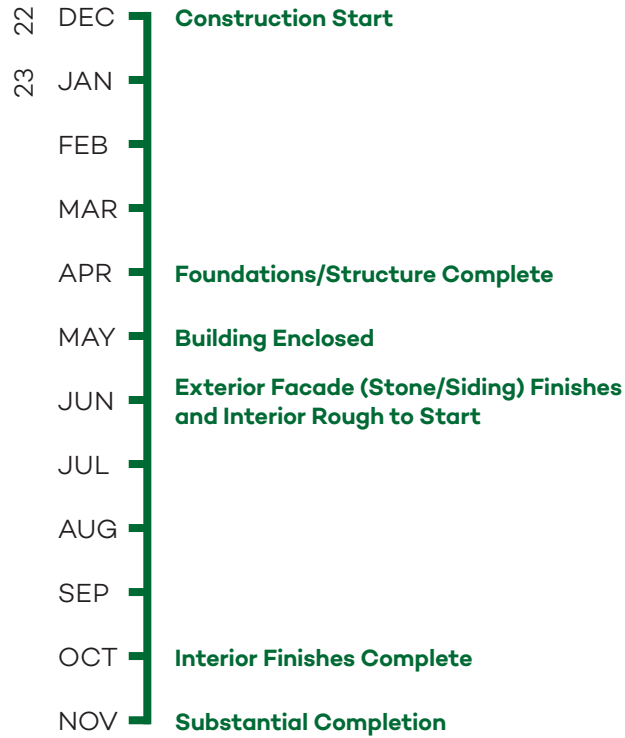 22 DEC Construction Start
23 JAN
FEB
MAR
APR Foundations/Structure Complete
MAY Building Enclosed
JUN Exterior Facade (Stone/Siding) Finishes
and Interior Rough to Start
JUL
AUG
SEP
OCT Interior Finishes Complete
NOV Substantial Completion